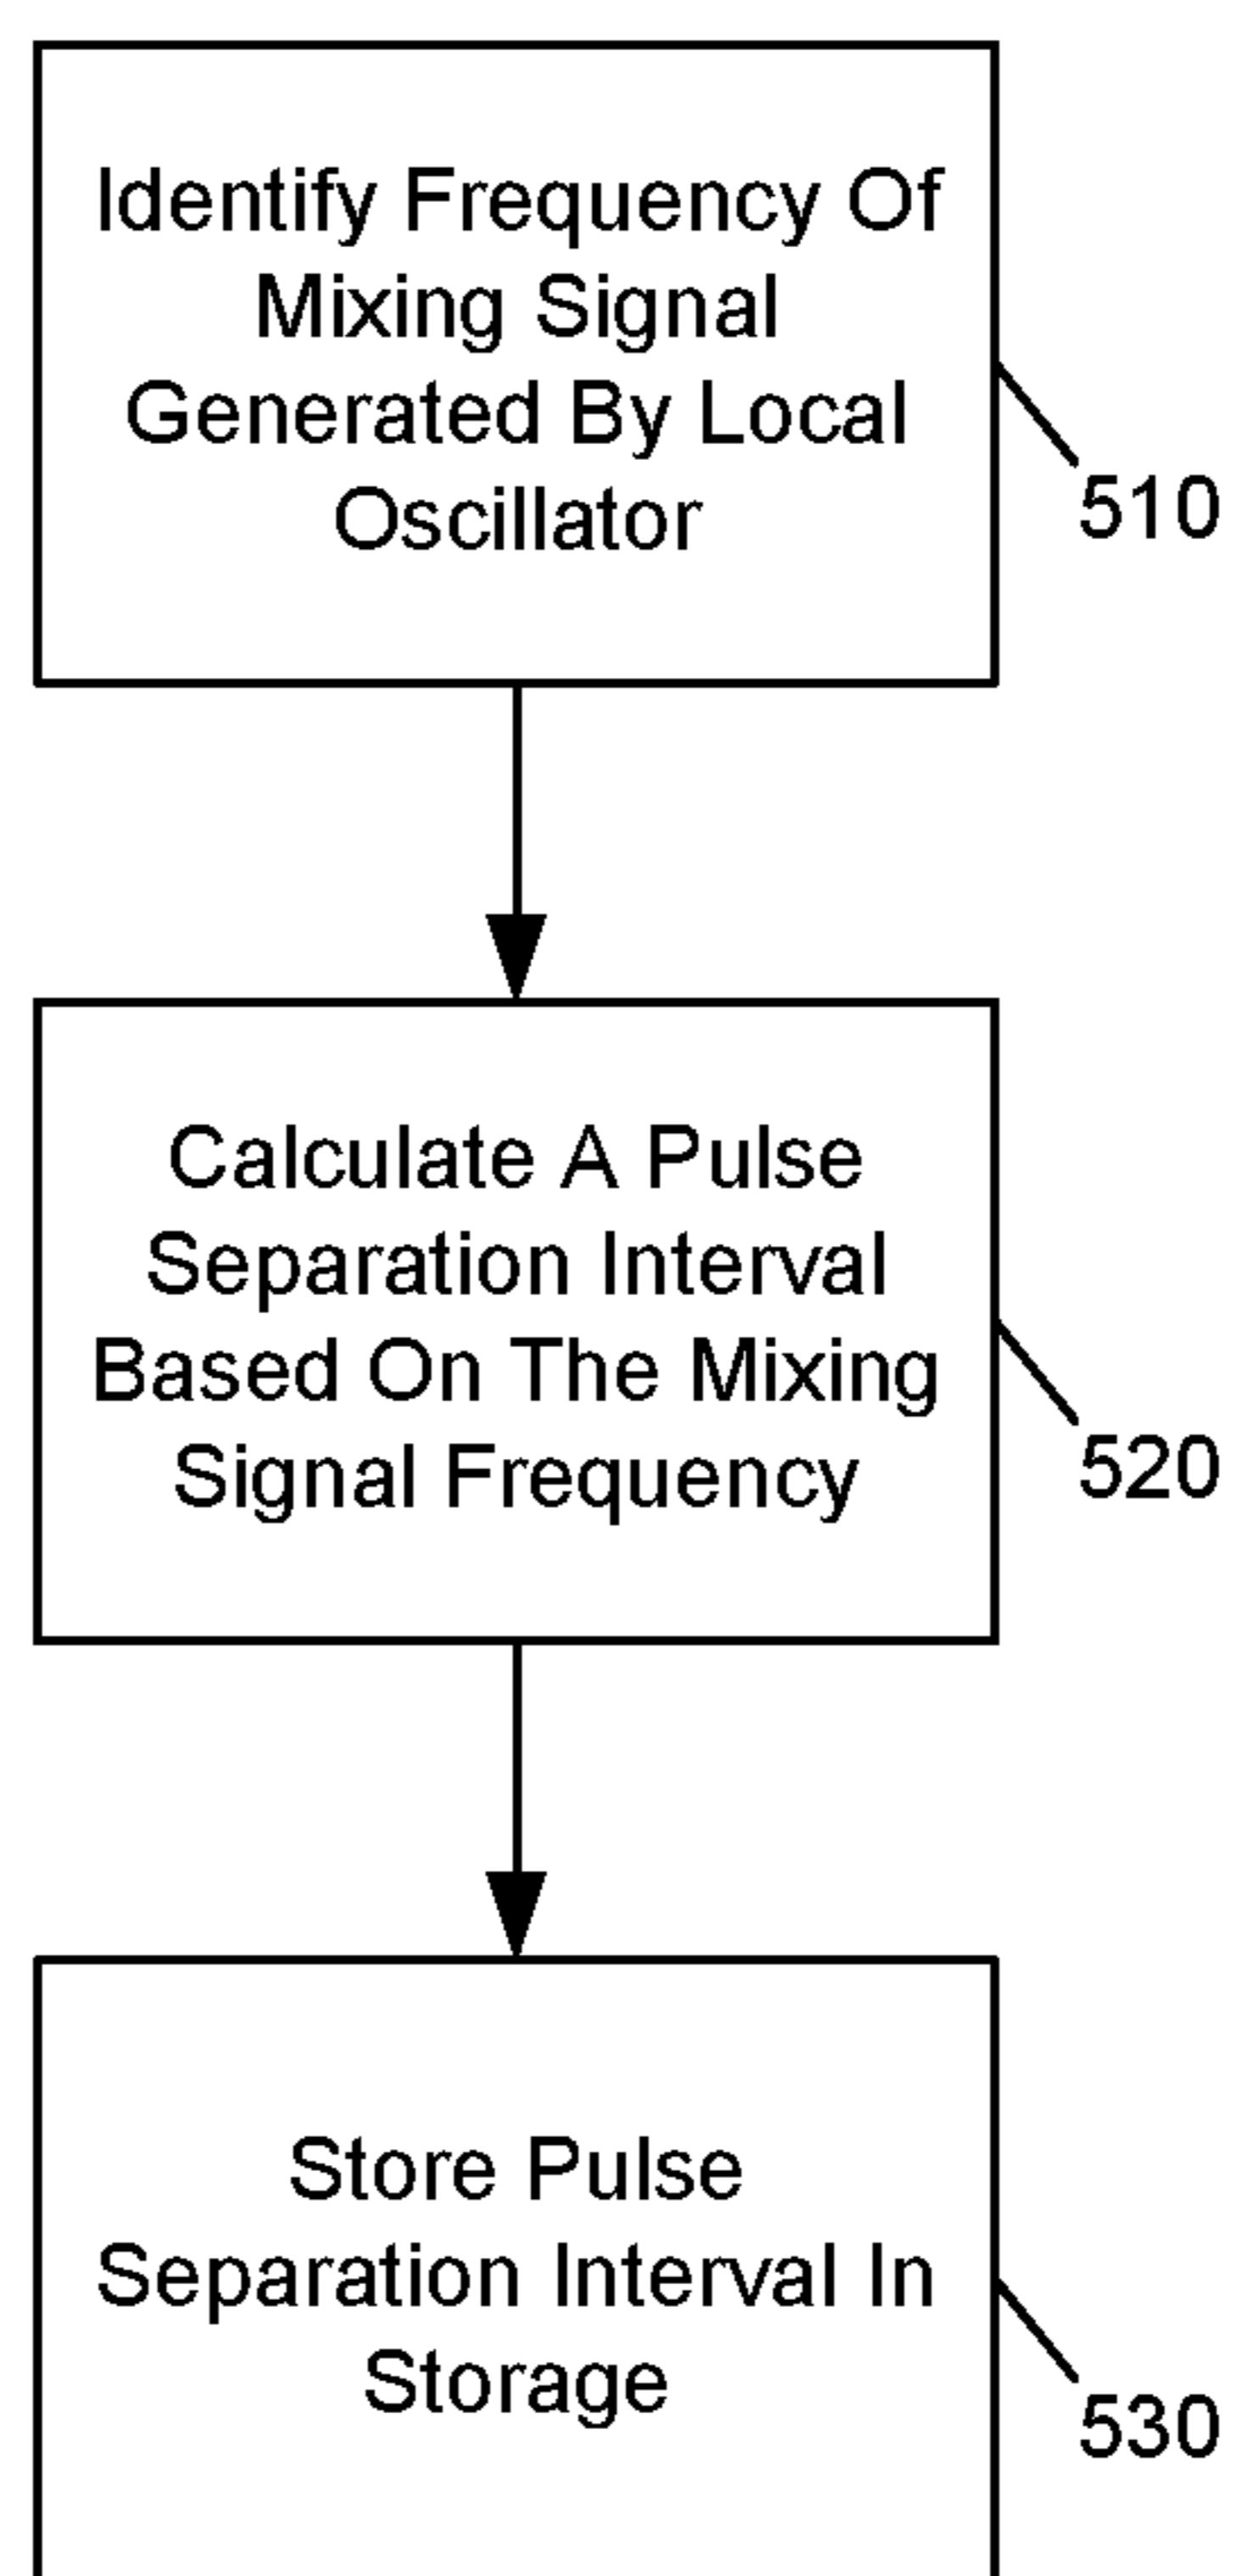 Identify Frequency Of
Mixing Signal
Generated By Local
Oscillator
510
Calculate A Pulse
Separation Interval
Based On The Mixing
Signal Frequency
520
Store Pulse
Separation Interval In
Storage
530